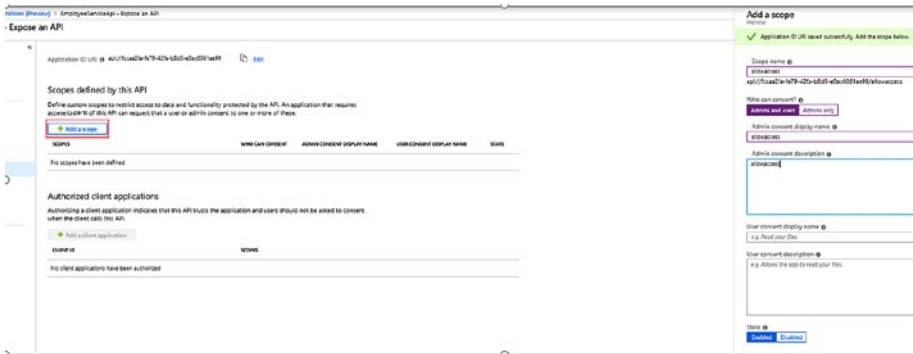 (Preview) > EmployeeServiceApi - Expose an API
- Expose an API
Application ID URI
Edit
Scopes defined by this API
Define custom scopes to restrict access to data and functionality protected by the API. An application that requires
access to parts of this API can request that a user or admin consent to one or more of these.
+ Add a scope
SCOPES WHO CAN CONSENT ADMIN CONSENT DISPLAY NAME USER CONSENT DISPLAY NAME STATE
No scopes have been defined
Authorized client applications
Authorizing a client application indicates that this API trusts the application and users should not be asked to consent
when the client calls this API.
+ Add a client application
CLIENT ID SCOPES
No client applications have been authorized
Add a scope
Application ID URI saved successfully. Add the scope below.
Scope name
allowaccess
Who can consent?
Admins and users Admins only
Admin consent display name
allowaccess
Admin consent description
allowaccess
User consent display name
e.g. Read your files
User consent description
e.g. Allows the app to read your files.
State
Enabled Disabled